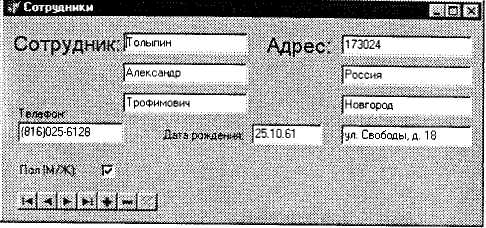 Сотрудники
Сотрудник: Толыпин Адрес: 173024
Александр Россия
Трофимович Новгород
Телефон:
(816)025-6128 Дата рождения: 25.10.61 ул. Свободы, д. 18
Пол (М/Ж):